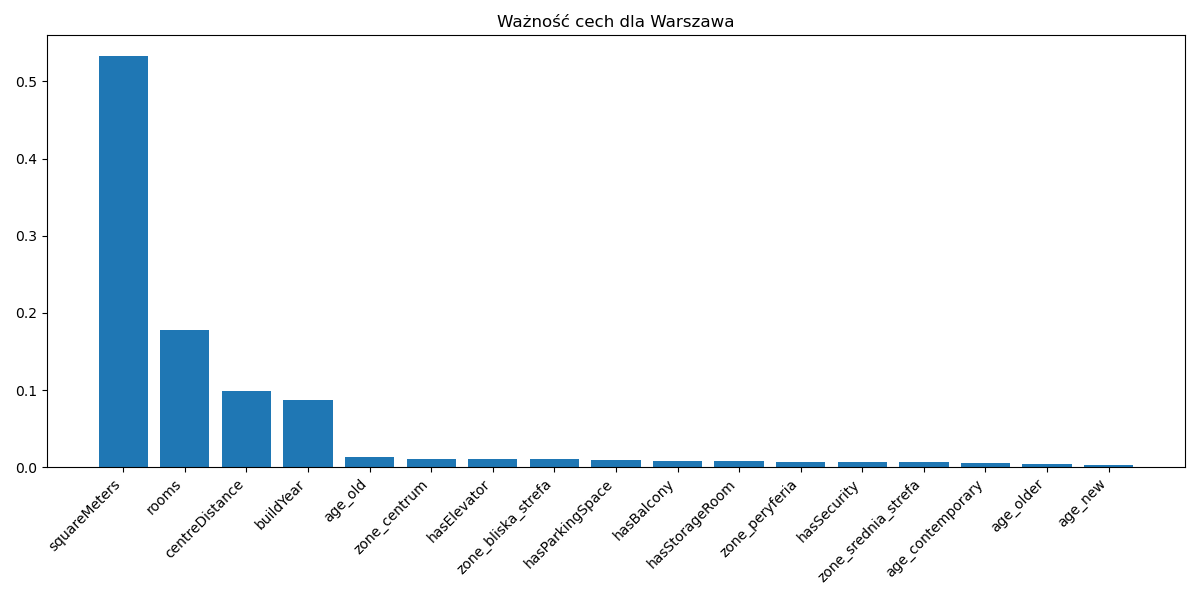 Ważność cech dla Warszawa
0.5
0.4
0.3
0.2
0.1
0.0
squareMeters
rooms
centreDistance
buildYear
age_old
zone_centrum
hasElevator
zone_bliska_strefa
hasParkingSpace
hasBalcony
hasStorageRoom
zone_peryferia
hasSecurity
zone_srednia_strefa
age_contemporary
age_older
age_new